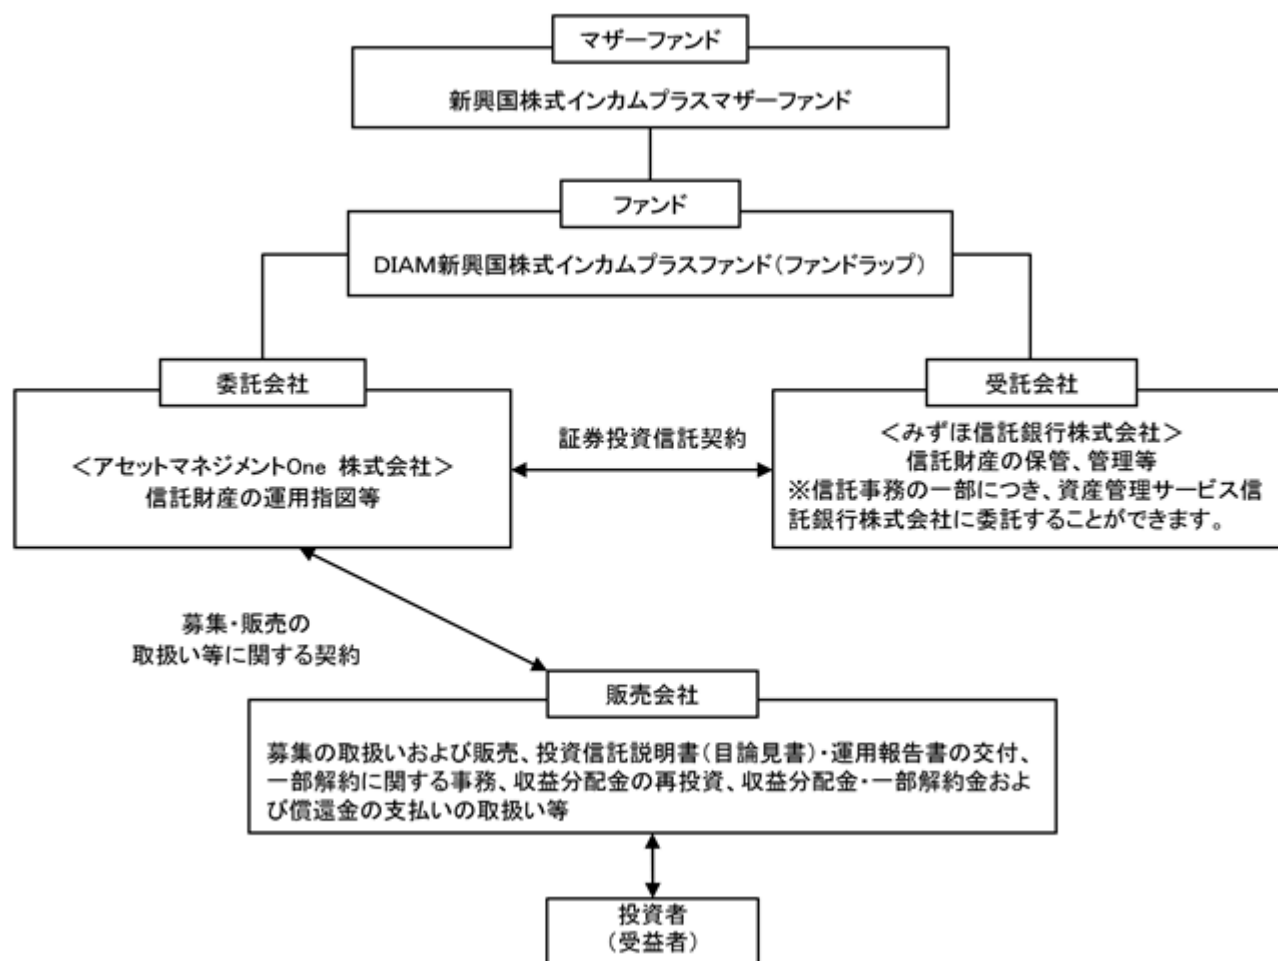 マザーファンド
新興国株式インカムプラスマザーファンド
ファンド
DIAM新興国株式インカムプラスファンド(ファンドラップ)
委託会社
<アセットマネジメントOne 株式会社>
信託財産の運用指図等
証券投資信託契約
受託会社
<みずほ信託銀行株式会社>
信託財産の保管、管理等
※信託事務の一部につき、資産管理サービス信
託銀行株式会社に委託することができます。
募集・販売の
取扱い等に関する契約
販売会社
募集の取扱いおよび販売、投資信託説明書(目論見書)・運用報告書の交付、
一部解約に関する事務、収益分配金の再投資、収益分配金・一部解約金およ
び償還金の支払いの取扱い等
投資者
(受益者)